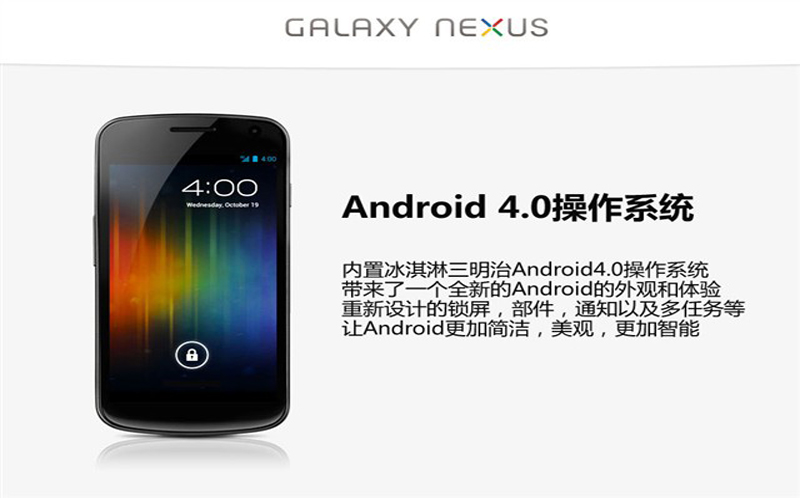 GALAXY NEXUS
4:00
4:00
Wednesday, October 19
Android 4.0操作系统
内置冰淇淋三明治Android4.0操作系统
带来了一个全新的Android的外观和体验
重新设计的锁屏，部件，通知以及多任务等
让Android更加简洁，美观，更加智能